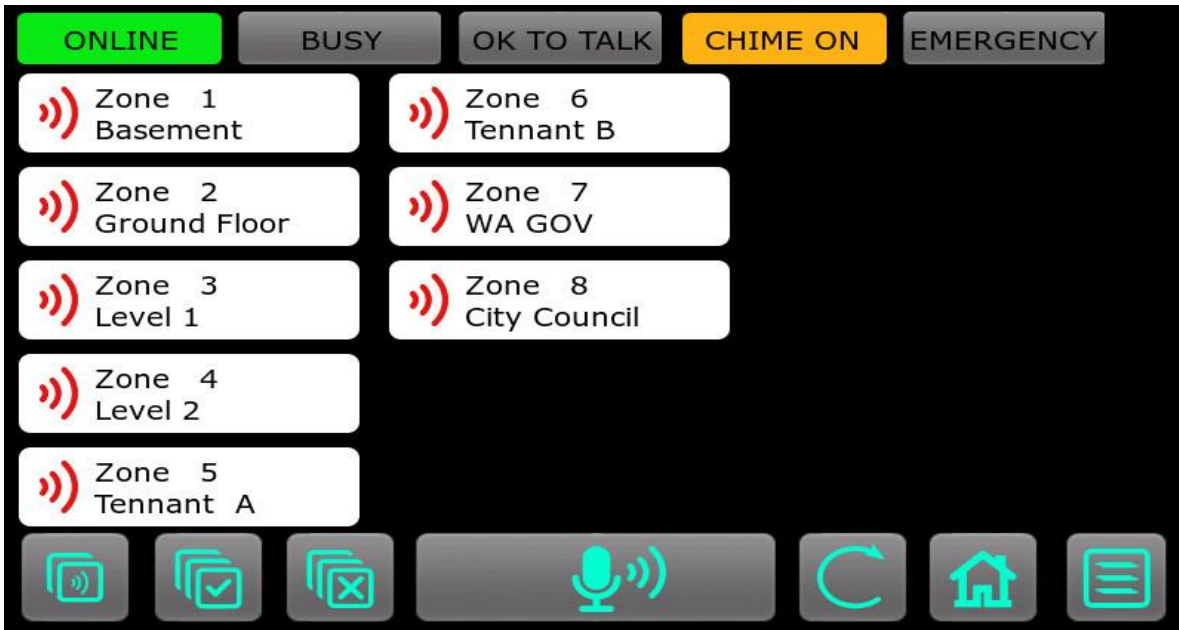 ONLINE BUSY OK TO TALK CHIME ON EMERGENCY
Zone 1
Basement
Zone 2
Ground Floor
Zone 3
Level 1
Zone 4
Level 2
Zone 5
Tennant A
Zone 6
Tennant B
Zone 7
WA GOV
Zone 8
City Council